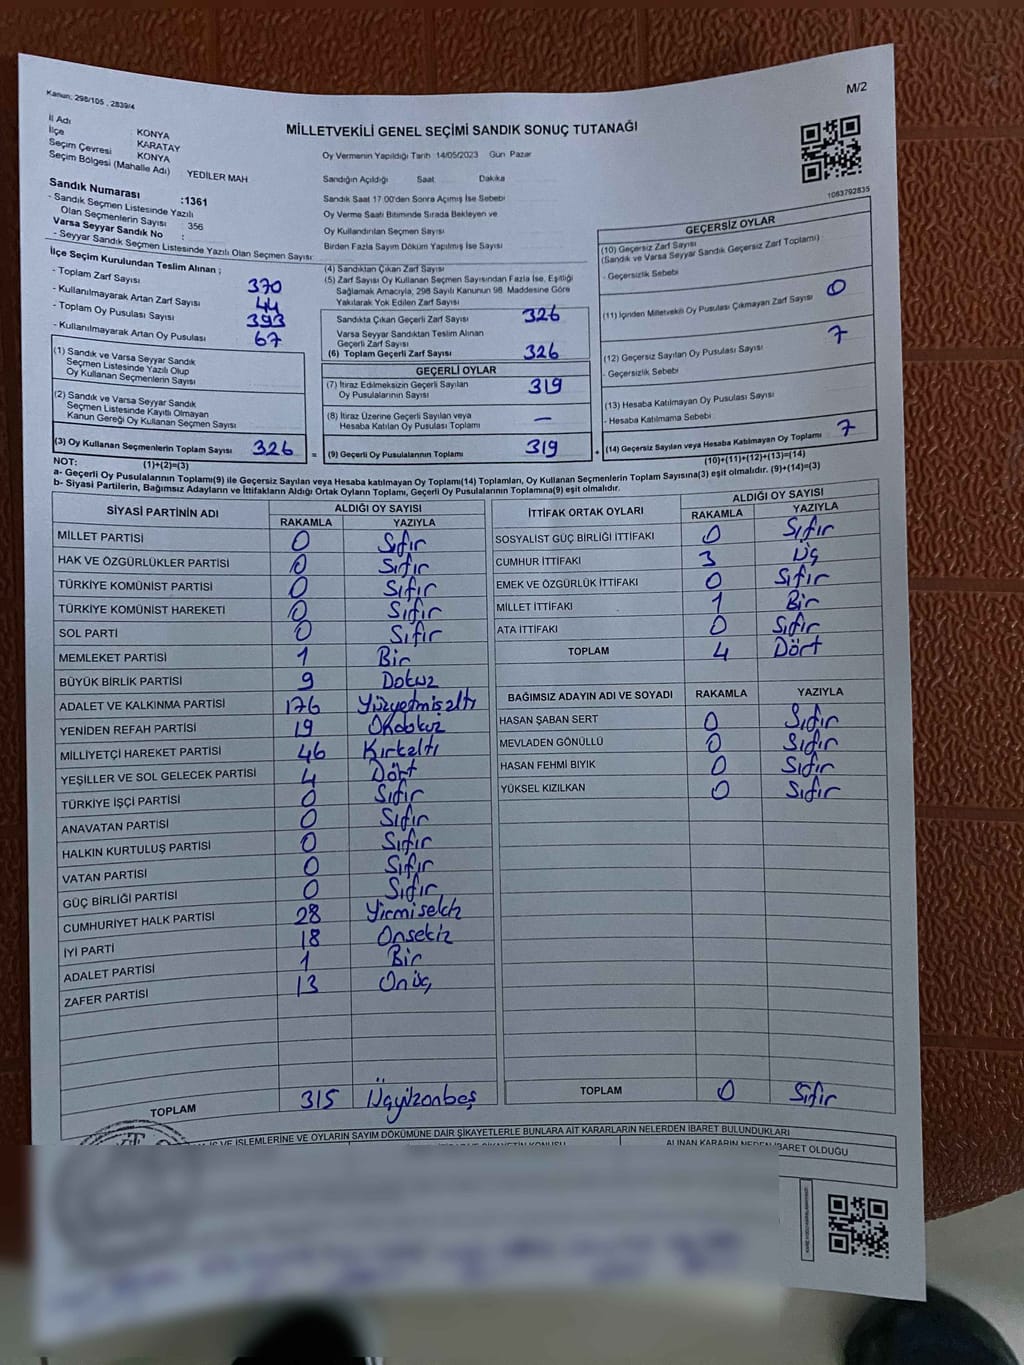 Kanun; 298/105 , 2839/4
M/2
MİLLETVEKİLİ GENEL SEÇİMİ SANDIK SONUÇ TUTANAĞI
İl Adı : KONYA
İlçe : KARATAY
Seçim Çevresi : KONYA
Seçim Bölgesi (Mahalle Adı) YEDİLER MAH
Sandık Numarası :1361
- Sandık Seçmen Listesinde Yazılı
Olan Seçmenlerin Sayısı : 356
Varsa Seyyar Sandık No :
- Seyyar Sandık Seçmen Listesinde Yazılı Olan Seçmen Sayısı:
Oy Vermenin Yapıldığı Tarih 14/05/2023 Gün Pazar
Sandığın Açıldığı Saat Dakika
Sandık Saat 17.00'den Sonra Açımış İse Sebebi
Oy Verme Saati Bitiminde Sırada Bekleyen ve
Oy Kullandırılan Seçmen Sayısı
Birden Fazla Sayım Döküm Yapılmış İse Sayısı
1083792835
İlçe Seçim Kurulundan Teslim Alınan ;
- Toplam Zarf Sayısı 370
- Kullanılmayarak Artan Zarf Sayısı 44
- Toplam Oy Pusulası Sayısı 393
- Kullanılmayarak Artan Oy Pusulası 67
(1) Sandık ve Varsa Seyyar Sandık
Seçmen Listesinde Yazılı Olup
Oy Kullanan Seçmenlerin Sayısı
(2) Sandık ve Varsa Seyyar Sandık
Seçmen Listesinde Kayıtlı Olmayan
Kanun Gereği Oy Kullanan Seçmen Sayısı
(3) Oy Kullanan Seçmenlerin Toplam Sayısı 326 =
(1)+(2)=(3)
(4) Sandıktan Çıkan Zarf Sayısı
(5) Zarf Sayısı Oy Kullanan Seçmen Sayısından Fazla İse, Eşitliği
Sağlamak Amacıyla, 298 Sayılı Kanunun 98. Maddesine Göre
Yakılarak Yok Edilen Zarf Sayısı
Sandıkta Çıkan Geçerli Zarf Sayısı 326
Varsa Seyyar Sandıktan Teslim Alınan
Geçerli Zarf Sayısı
(6) Toplam Geçerli Zarf Sayısı 326
GEÇERLİ OYLAR
(7) İtiraz Edilmeksizin Geçerli Sayılan
Oy Pusulalarının Sayısı 319
(8) İtiraz Üzerine Geçerli Sayılan veya
Hesaba Katılan Oy Pusulası Toplamı —
(9) Geçerli Oy Pusulalarının Toplamı 319 +
GEÇERSİZ OYLAR
(10) Geçersiz Zarf Sayısı
(Sandık ve Varsa Seyyar Sandık Geçersiz Zarf Toplamı)
- Geçersizlik Sebebi
(11) İçinden Milletvekili Oy Pusulası Çıkmayan Zarf Sayısı 0
(12) Geçersiz Sayılan Oy Pusulası Sayısı 7
- Geçersizlik Sebebi
(13) Hesaba Katılmayan Oy Pusulası Sayısı
- Hesaba Katılmama Sebebi
(14) Geçersiz Sayılan veya Hesaba Katılmayan Oy Toplamı 7
(10)+(11)+(12)+(13)=(14)
NOT:
a- Geçerli Oy Pusulalarının Toplamı(9) ile Geçersiz Sayılan veya Hesaba katılmayan Oy Toplamı(14) Toplamları, Oy Kullanan Seçmenlerin Toplam Sayısına(3) eşit olmalıdır. (9)+(14)=(3)
b- Siyasi Partilerin, Bağımsız Adayların ve İttifakların Aldığı Ortak Oyların Toplamı, Geçerli Oy Pusulalarının Toplamına(9) eşit olmalıdır.
SİYASİ PARTİNİN ADI ALDIĞI OY SAYISI
RAKAMLA YAZIYLA
MİLLET PARTİSİ 0 Sıfır
HAK VE ÖZGÜRLÜKLER PARTİSİ 0 Sıfır
TÜRKİYE KOMÜNİST PARTİSİ 0 Sıfır
TÜRKİYE KOMÜNİST HAREKETİ 0 Sıfır
SOL PARTİ 0 Sıfır
MEMLEKET PARTİSİ 1 Bir
BÜYÜK BİRLİK PARTİSİ 9 Dokuz
ADALET VE KALKINMA PARTİSİ 176 Yüzyetmişaltı
YENİDEN REFAH PARTİSİ 19 Ondokuz
MİLLİYETÇİ HAREKET PARTİSİ 46 Kırkaltı
YEŞİLLER VE SOL GELECEK PARTİSİ 4 Dört
TÜRKİYE İŞÇİ PARTİSİ 0 Sıfır
ANAVATAN PARTİSİ 0 Sıfır
HALKIN KURTULUŞ PARTİSİ 0 Sıfır
VATAN PARTİSİ 0 Sıfır
GÜÇ BİRLİĞİ PARTİSİ 0 Sıfır
CUMHURİYET HALK PARTİSİ 28 Yirmisekiz
İYİ PARTİ 18 Onsekiz
ADALET PARTİSİ 1 Bir
ZAFER PARTİSİ 13 Onüç
TOPLAM 315 Üçyüzonbeş
İTTİFAK ORTAK OYLARI ALDIĞI OY SAYISI
RAKAMLA YAZIYLA
SOSYALİST GÜÇ BİRLİĞİ İTTİFAKI 0 Sıfır
CUMHUR İTTİFAKI 3 Üç
EMEK VE ÖZGÜRLÜK İTTİFAKI 0 Sıfır
MİLLET İTTİFAKI 1 Bir
ATA İTTİFAKI 0 Sıfır
TOPLAM 4 Dört
BAĞIMSIZ ADAYIN ADI VE SOYADI RAKAMLA YAZIYLA
HASAN ŞABAN SERT 0 Sıfır
MEVLADEN GÖNÜLLÜ 0 Sıfır
HASAN FEHMİ BIYIK 0 Sıfır
YÜKSEL KIZILKAN 0 Sıfır
TOPLAM 0 Sıfır
VE İŞLEMLERİNE VE OYLARIN SAYIM DÖKÜMÜNE DAİR ŞİKAYETLERLE BUNLARA AİT KARARLARIN NELERDEN İBARET BULUNDUKLARI
ALINAN KARARIN NEDEN İBARET OLDUĞU